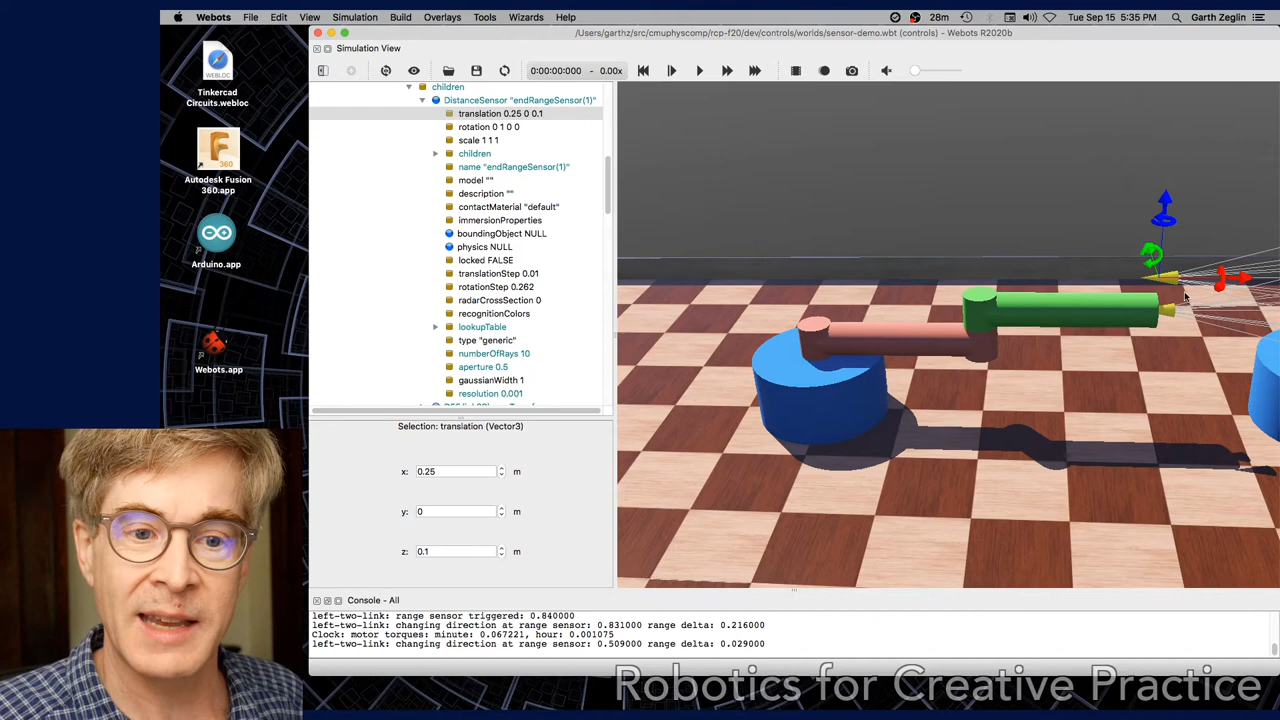 Webots File Edit View Simulation Build Overlays Tools Wizards Help
28m Tue Sep 15 5:35 PM Garth Zeglin
/Users/garthz/src/cmuphyscomp/rcp-f20/dev/controls/worlds/sensor-demo.wbt (controls) - Webots R2020b
Simulation View
0:00:00:000 - 0.00x
WEBLOC
Tinkercad
Circuits.webloc
360
Autodesk Fusion
360.app
Arduino.app
Webots.app
children
DistanceSensor "endRangeSensor(1)"
translation 0.25 0 0.1
rotation 0 1 0 0
scale 1 1 1
children
name "endRangeSensor(1)"
model ""
description ""
contactMaterial "default"
immersionProperties
boundingObject NULL
physics NULL
locked FALSE
translationStep 0.01
rotationStep 0.262
radarCrossSection 0
recognitionColors
lookupTable
type "generic"
numberOfRays 10
aperture 0.5
gaussianWidth 1
resolution 0.001
Selection: translation (Vector3)
x: 0.25 m
y: 0 m
z: 0.1 m
Console - All
left-two-link: range sensor triggered: 0.840000
left-two-link: changing direction at range sensor: 0.831000 range delta: 0.216000
Clock: motor torques: minute: 0.067221, hour: 0.001075
left-two-link: changing direction at range sensor: 0.509000 range delta: 0.029000
Robotics for Creative Practice